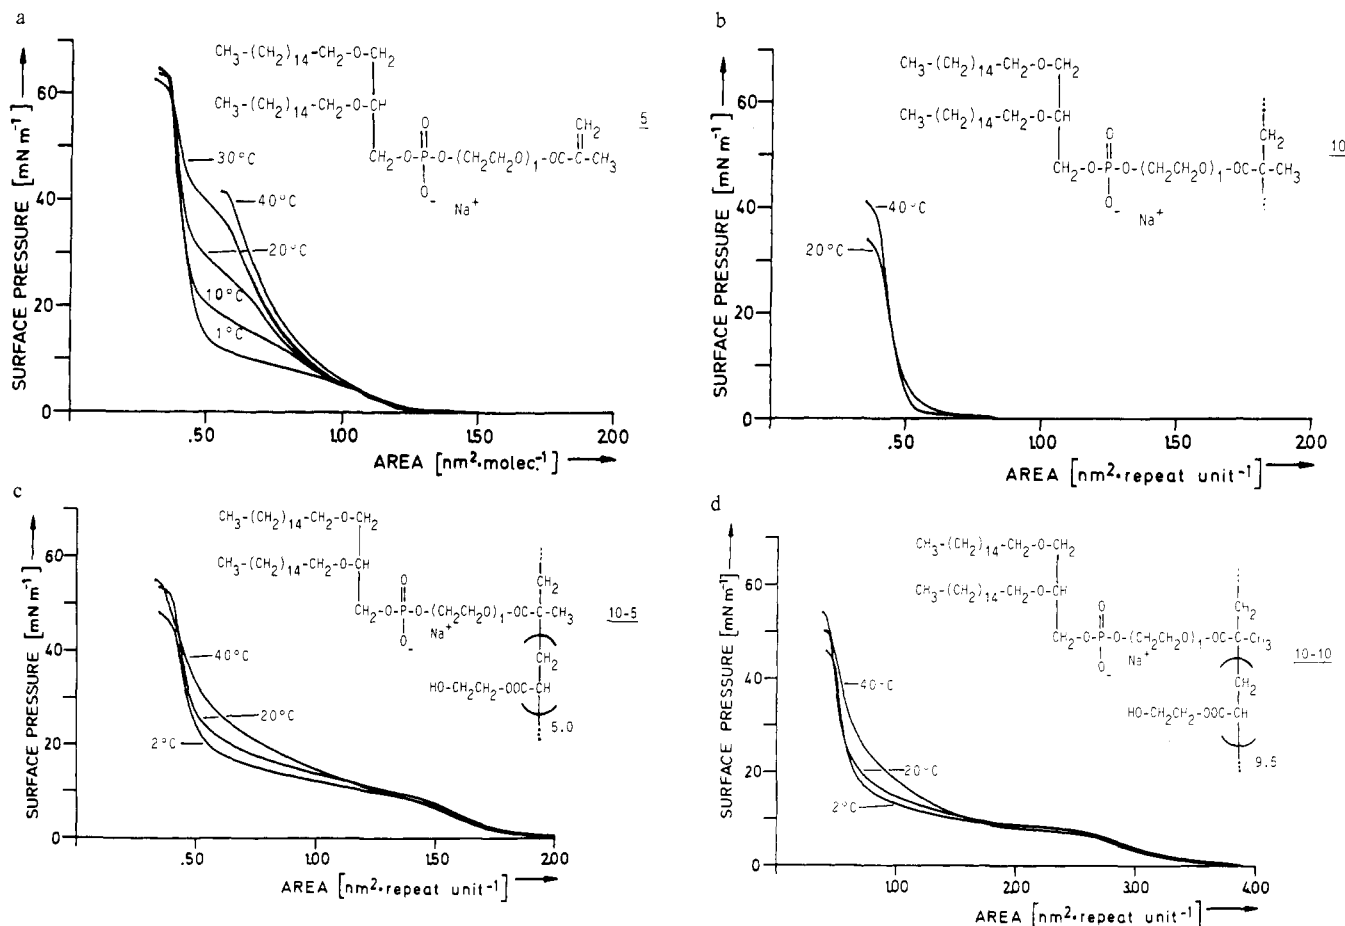 a
SURFACE PRESSURE [mN m⁻¹]
60
40
20
0
CH₃-(CH₂)₁₄-CH₂-O-CH₂
CH₃-(CH₂)₁₄-CH₂-O-CH
CH₂-O-P-O-(CH₂CH₂O)₁-OC-C-CH₃
O
O⁻
Na⁺
CH₂
5
30°C
40°C
20°C
10°C
1°C
.50
1.00
1.50
2.00
AREA [nm²·molec.⁻¹]
b
SURFACE PRESSURE [mN m⁻¹]
60
40
20
0
CH₃-(CH₂)₁₄-CH₂-O-CH₂
CH₃-(CH₂)₁₄-CH₂-O-CH
CH₂-O-P-O-(CH₂CH₂O)₁-OC-C-CH₃
O
O⁻
Na⁺
CH₂
10
40°C
20°C
.50
1.00
1.50
2.00
AREA [nm²·repeat unit⁻¹]
c
SURFACE PRESSURE [mN m⁻¹]
60
40
20
0
CH₃-(CH₂)₁₄-CH₂-O-CH₂
CH₃-(CH₂)₁₄-CH₂-O-CH
CH₂-O-P-O-(CH₂CH₂O)₁-OC-C-CH₃
O
O⁻
Na⁺
CH₂
CH₂
HO-CH₂CH₂-OOC-CH
5.0
10-5
40°C
20°C
2°C
.50
1.00
1.50
2.00
AREA [nm²·repeat unit⁻¹]
d
SURFACE PRESSURE [mN m⁻¹]
60
40
20
0
CH₃-(CH₂)₁₄-CH₂-O-CH₂
CH₃-(CH₂)₁₄-CH₂-O-CH
CH₂-O-P-O-(CH₂CH₂O)₁-OC-C-CH₃
O
O⁻
Na⁺
CH₂
CH₂
HO-CH₂CH₂-OOC-CH
9.5
10-10
40°C
20°C
2°C
1.00
2.00
3.00
4.00
AREA [nm²·repeat unit⁻¹]